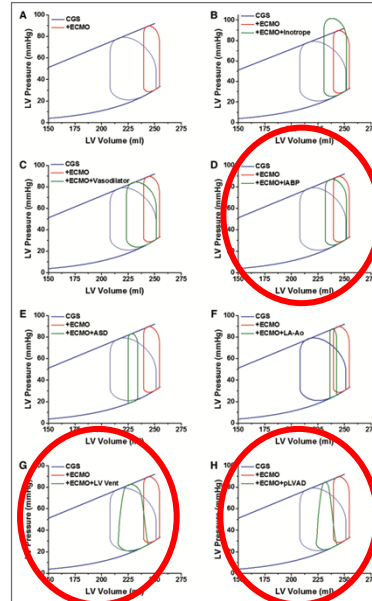 A
LV Pressure (mmHg)
100
80
60
40
20
0
CGS
+ECMO
150 175 200 225 250 275
LV Volume (ml)
B
LV Pressure (mmHg)
100
80
60
40
20
0
CGS
+ECMO
+ECMO+Inotrope
150 175 200 225 250 275
LV Volume (ml)
C
LV Pressure (mmHg)
100
80
60
40
20
0
CGS
+ECMO
+ECMO+Vasodilator
150 175 200 225 250 275
LV Volume (ml)
D
LV Pressure (mmHg)
100
80
60
40
20
0
CGS
+ECMO
+ECMO+IABP
150 175 200 225 250 275
LV Volume (ml)
E
LV Pressure (mmHg)
100
80
60
40
20
0
CGS
+ECMO
+ECMO+ASD
150 175 200 225 250 275
LV Volume (ml)
F
LV Pressure (mmHg)
100
80
60
40
20
0
CGS
+ECMO
+ECMO+LA-Ao
150 175 200 225 250 275
LV Volume (ml)
G
LV Pressure (mmHg)
100
80
60
40
20
0
CGS
+ECMO
+ECMO+LV Vent
150 175 200 225 250 275
LV Volume (ml)
H
LV Pressure (mmHg)
100
80
60
40
20
0
CGS
+ECMO
+ECMO+pLVAD
150 175 200 225 250 275
LV Volume (ml)